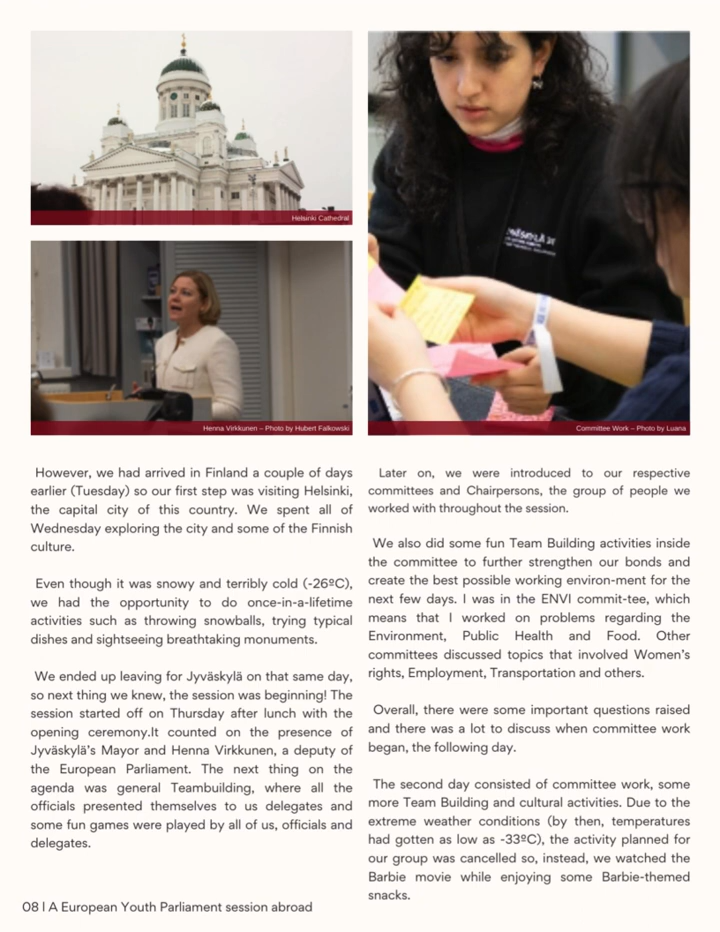 Helsinki Cathedral
Henna Virkkunen – Photo by Hubert Falkowski
Committee Work – Photo by Luana
However, we had arrived in Finland a couple of days
earlier (Tuesday) so our first step was visiting Helsinki,
the capital city of this country. We spent all of
Wednesday exploring the city and some of the Finnish
culture.
Even though it was snowy and terribly cold (-26ºC),
we had the opportunity to do once-in-a-lifetime
activities such as throwing snowballs, trying typical
dishes and sightseeing breathtaking monuments.
We ended up leaving for Jyväskylä on that same day,
so next thing we knew, the session was beginning! The
session started off on Thursday after lunch with the
opening ceremony.It counted on the presence of
Jyväskylä's Mayor and Henna Virkkunen, a deputy of
the European Parliament. The next thing on the
agenda was general Teambuilding, where all the
officials presented themselves to us delegates and
some fun games were played by all of us, officials and
delegates.
Later on, we were introduced to our respective
committees and Chairpersons, the group of people we
worked with throughout the session.
We also did some fun Team Building activities inside
the committee to further strengthen our bonds and
create the best possible working environ-ment for the
next few days. I was in the ENVI commit-tee, which
means that I worked on problems regarding the
Environment, Public Health and Food. Other
committees discussed topics that involved Women's
rights, Employment, Transportation and others.
Overall, there were some important questions raised
and there was a lot to discuss when committee work
began, the following day.
The second day consisted of committee work, some
more Team Building and cultural activities. Due to the
extreme weather conditions (by then, temperatures
had gotten as low as -33ºC), the activity planned for
our group was cancelled so, instead, we watched the
Barbie movie while enjoying some Barbie-themed
snacks.
08 | A European Youth Parliament session abroad